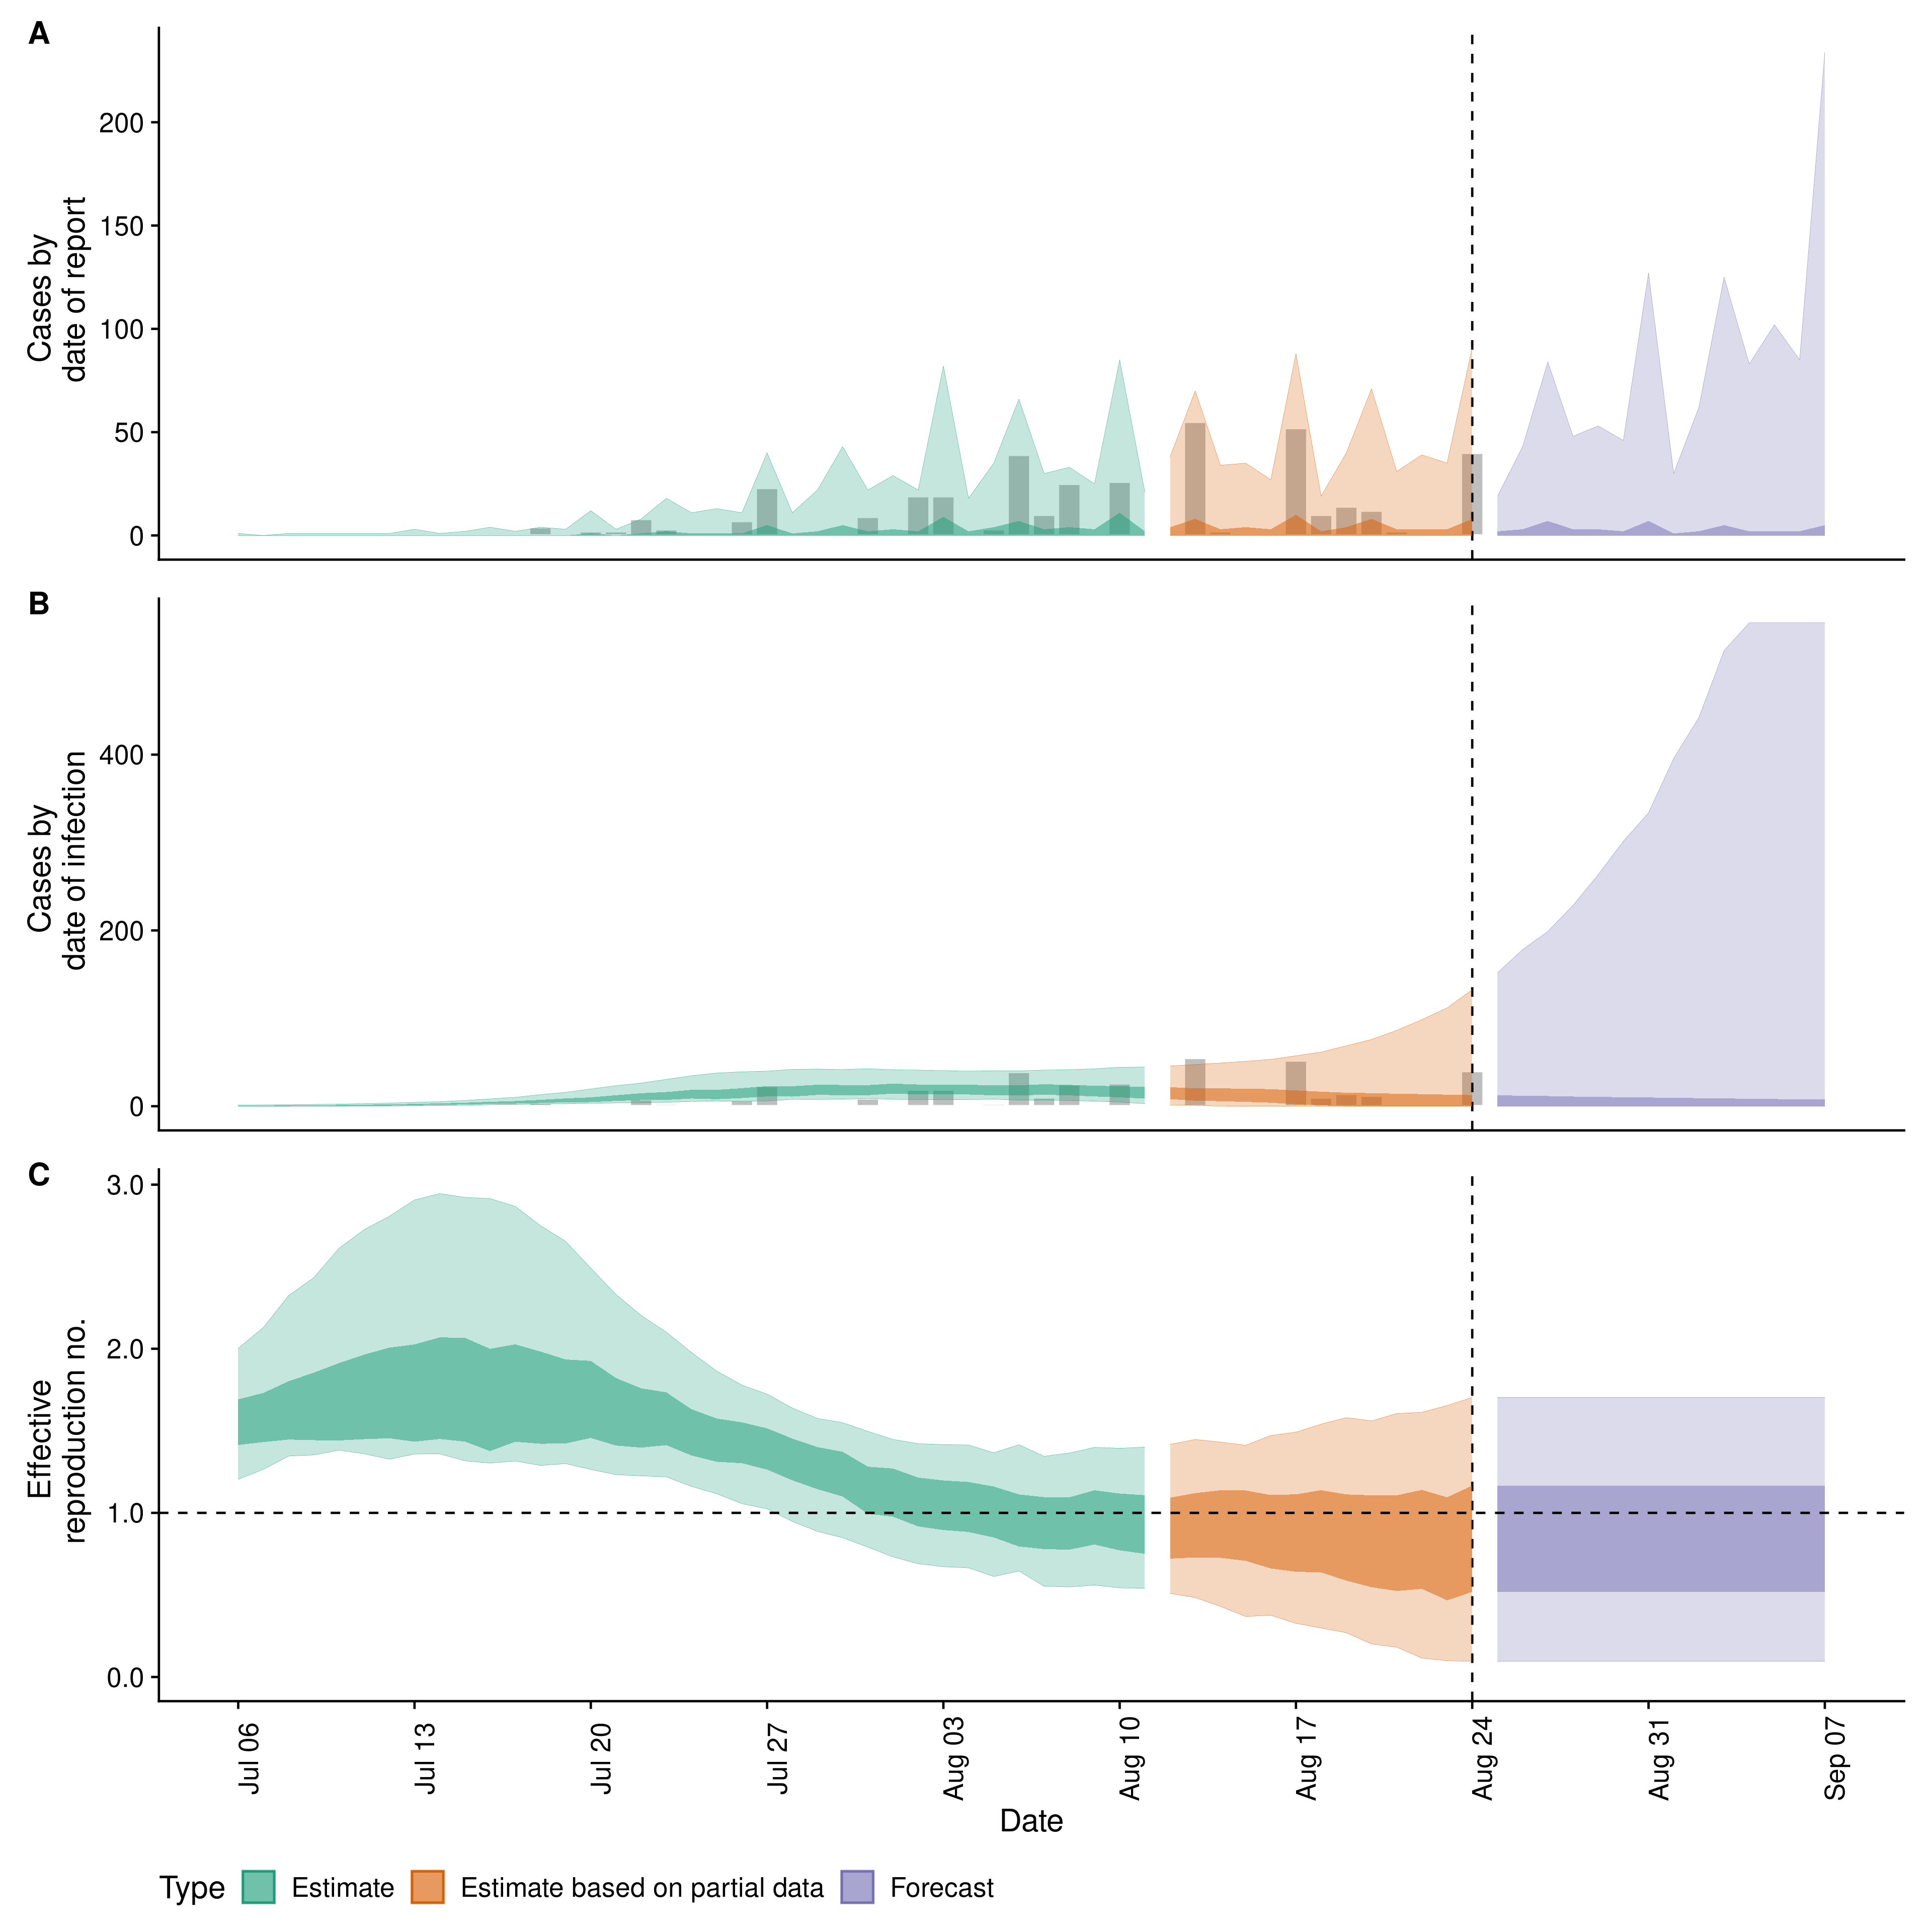 A
Cases by
date of report
200
150
100
50
0
B
Cases by
date of infection
400
200
0
C
Effective
reproduction no.
3.0
2.0
1.0
0.0
Jul 06
Jul 13
Jul 20
Jul 27
Aug 03
Aug 10
Aug 17
Aug 24
Aug 31
Sep 07
Date
Type
Estimate
Estimate based on partial data
Forecast